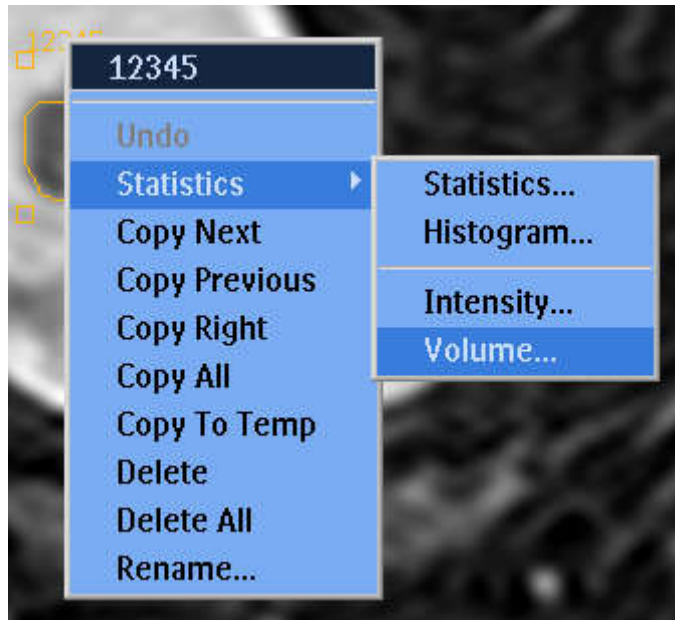 12345
12345
Undo
Statistics
Copy Next
Copy Previous
Copy Right
Copy All
Copy To Temp
Delete
Delete All
Rename...
Statistics...
Histogram...
Intensity...
Volume...